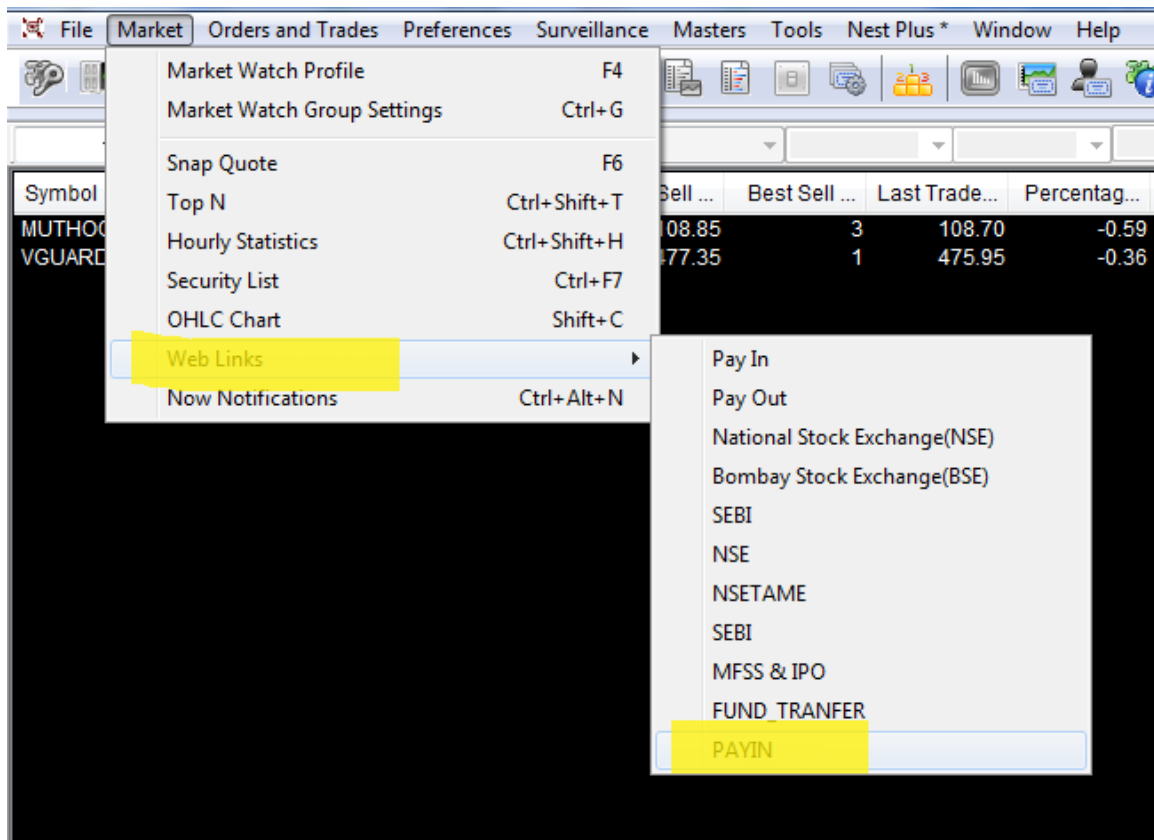 File Market Orders and Trades Preferences Surveillance Masters Tools Nest Plus * Window Help
Market Watch Profile F4
Market Watch Group Settings Ctrl+G
Snap Quote F6
Top N Ctrl+Shift+T
Hourly Statistics Ctrl+Shift+H
Security List Ctrl+F7
OHLC Chart Shift+C
Web Links
Now Notifications Ctrl+Alt+N
Symbol Sell ... Best Sell ... Last Trade... Percentag...
MUTHOO 108.85 3 108.70 -0.59
VGUARD 477.35 1 475.95 -0.36
Pay In
Pay Out
National Stock Exchange(NSE)
Bombay Stock Exchange(BSE)
SEBI
NSE
NSETAME
SEBI
MFSS & IPO
FUND_TRANFER
PAYIN